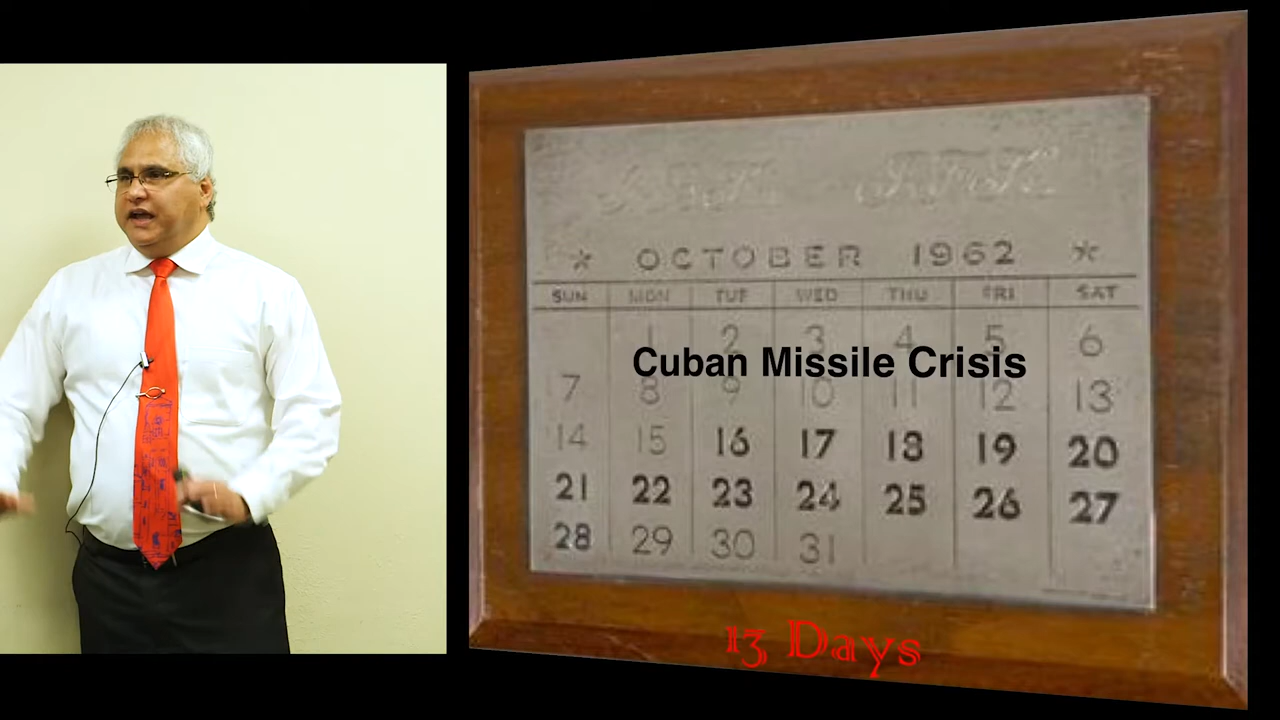 * OCTOBER 1962 *
SUN MON TUE WED THU FRI SAT
1 2 3 4 5 6
Cuban Missile Crisis
7 8 9 10 11 12 13
14 15 16 17 18 19 20
21 22 23 24 25 26 27
28 29 30 31
13 Days